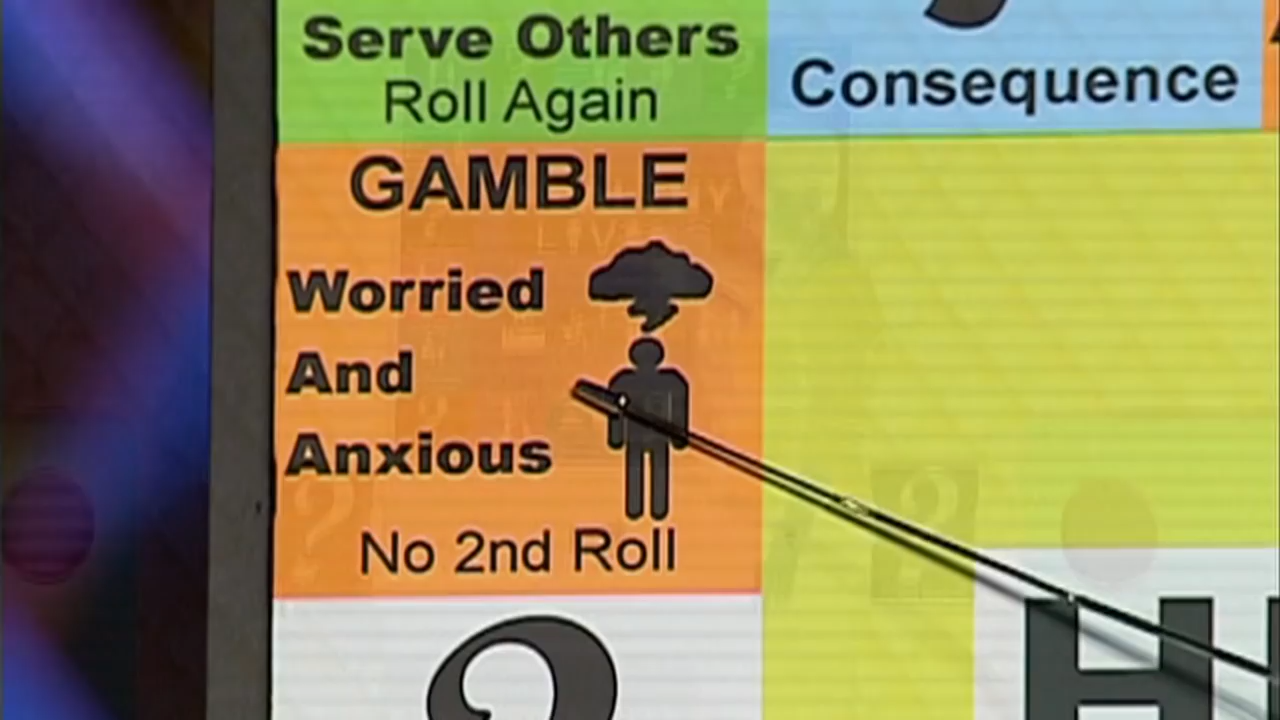 Serve Others
Roll Again
Consequence
GAMBLE
Worried
And
Anxious
No 2nd Roll
?